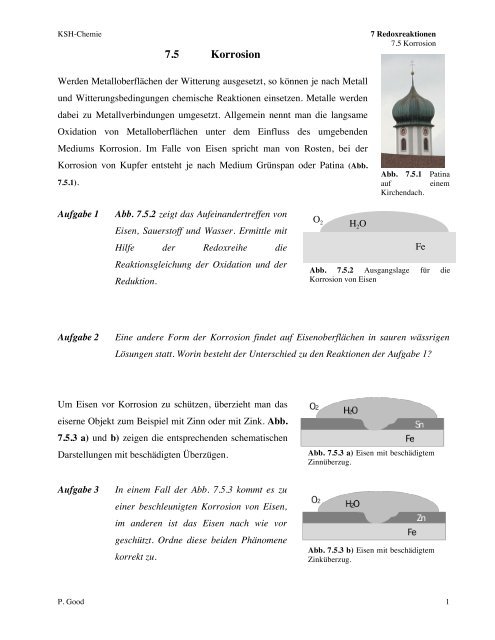 KSH-Chemie
7 Redoxreaktionen
7.5 Korrosion
7.5 Korrosion
Werden Metalloberflächen der Witterung ausgesetzt, so können je nach Metall
und Witterungsbedingungen chemische Reaktionen einsetzen. Metalle werden
dabei zu Metallverbindungen umgesetzt. Allgemein nennt man die langsame
Oxidation von Metalloberflächen unter dem Einfluss des umgebenden
Mediums Korrosion. Im Falle von Eisen spricht man von Rosten, bei der
Korrosion von Kupfer entsteht je nach Medium Grünspan oder Patina (Abb.
7.5.1).
Abb. 7.5.1 Patina
auf einem
Kirchendach.
Aufgabe 1 Abb. 7.5.2 zeigt das Aufeinandertreffen von
Eisen, Sauerstoff und Wasser. Ermittle mit
Hilfe der Redoxreihe die
Reaktionsgleichung der Oxidation und der
Reduktion.
O2
H2O
Fe
Abb. 7.5.2 Ausgangslage für die
Korrosion von Eisen
Aufgabe 2 Eine andere Form der Korrosion findet auf Eisenoberflächen in sauren wässrigen
Lösungen statt. Worin besteht der Unterschied zu den Reaktionen der Aufgabe 1?
Um Eisen vor Korrosion zu schützen, überzieht man das
eiserne Objekt zum Beispiel mit Zinn oder mit Zink. Abb.
7.5.3 a) und b) zeigen die entsprechenden schematischen
Darstellungen mit beschädigten Überzügen.
O2
H2O
Sn
Fe
Abb. 7.5.3 a) Eisen mit beschädigtem
Zinnüberzug.
Aufgabe 3 In einem Fall der Abb. 7.5.3 kommt es zu
einer beschleunigten Korrosion von Eisen,
im anderen ist das Eisen nach wie vor
geschützt. Ordne diese beiden Phänomene
korrekt zu.
O2
H2O
Zn
Fe
Abb. 7.5.3 b) Eisen mit beschädigtem
Zinküberzug.
P. Good 1